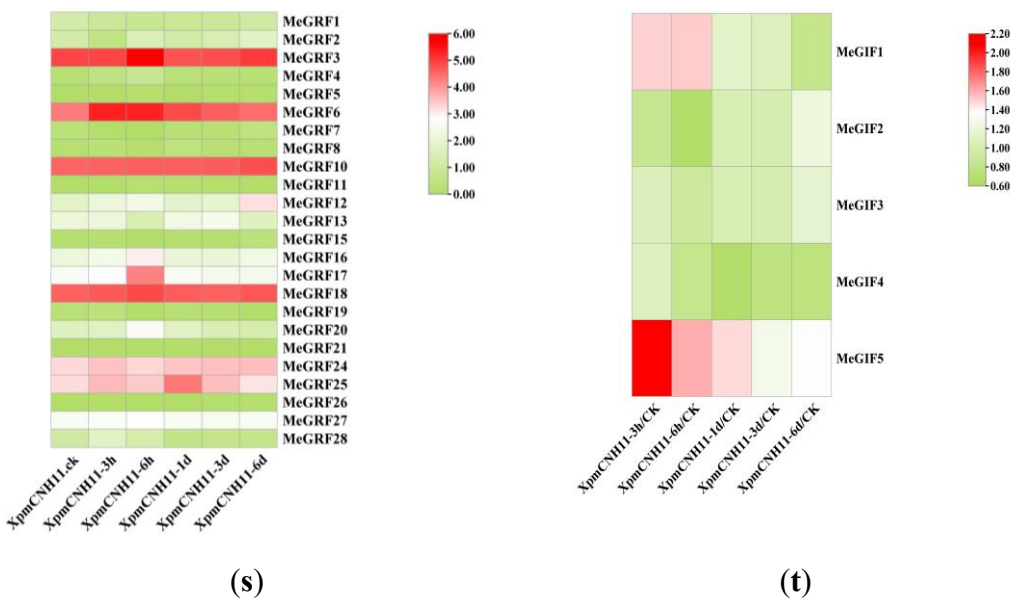 MeGRF1
MeGRF2
MeGRF3
MeGRF4
MeGRF5
MeGRF6
MeGRF7
MeGRF8
MeGRF10
MeGRF11
MeGRF12
MeGRF13
MeGRF15
MeGRF16
MeGRF17
MeGRF18
MeGRF19
MeGRF20
MeGRF21
MeGRF24
MeGRF25
MeGRF26
MeGRF27
MeGRF28
XpmCNH11-ck
XpmCNH11-3h
XpmCNH11-6h
XpmCNH11-1d
XpmCNH11-3d
XpmCNH11-6d
6.00
5.00
4.00
3.00
2.00
1.00
0.00
(s)
MeGIF1
MeGIF2
MeGIF3
MeGIF4
MeGIF5
XpmCNH11-3h/CK
XpmCNH11-6h/CK
XpmCNH11-1d/CK
XpmCNH11-3d/CK
XpmCNH11-6d/CK
2.20
2.00
1.80
1.60
1.40
1.20
1.00
0.80
0.60
(t)